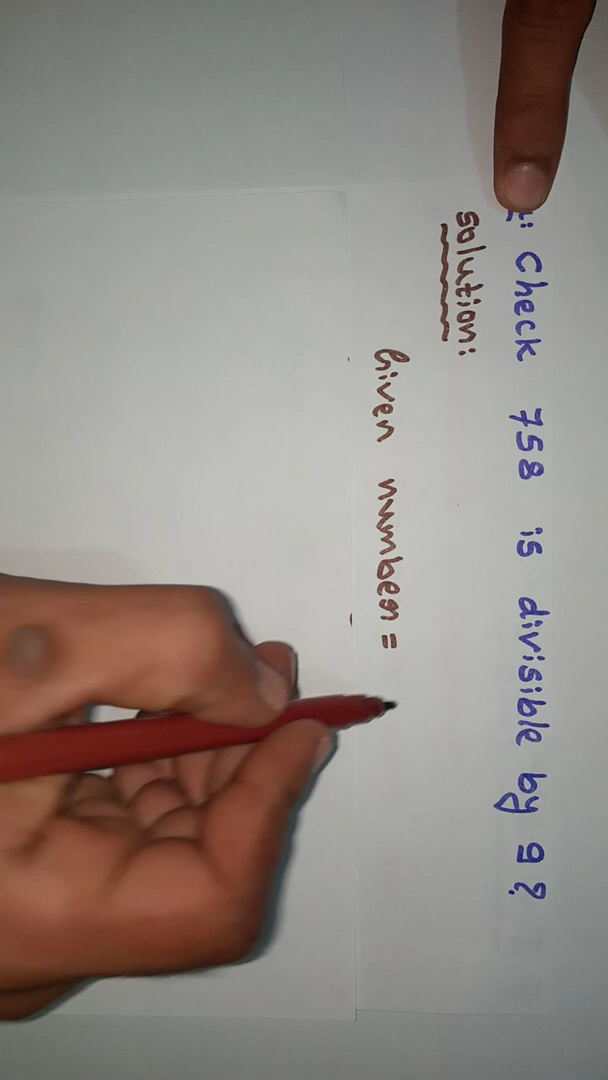 : Check 758 is divisible by 9?
Solution:
Given number =